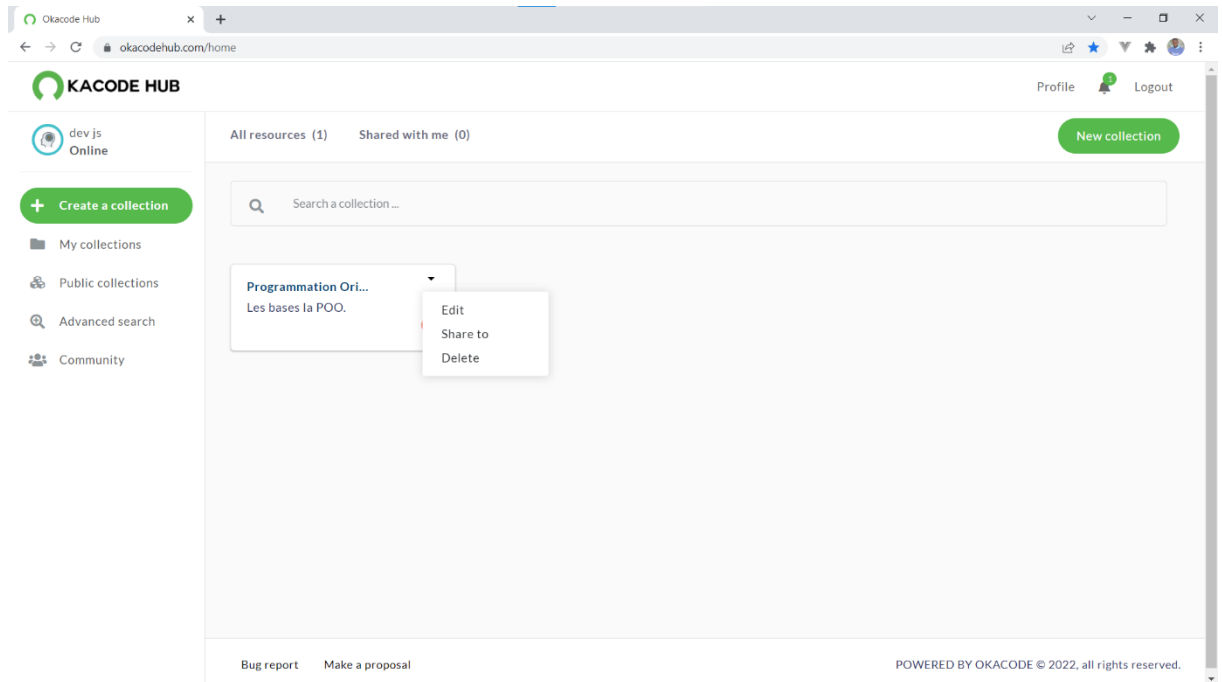 Okacode Hub
okacodehub.com/home
KACODE HUB
Profile
1
Logout
dev js
Online
All resources (1) Shared with me (0)
New collection
Create a collection
Search a collection ...
My collections
Public collections
Advanced search
Community
Programmation Ori...
Les bases la POO.
Edit
Share to
Delete
Bug report Make a proposal
POWERED BY OKACODE © 2022, all rights reserved.